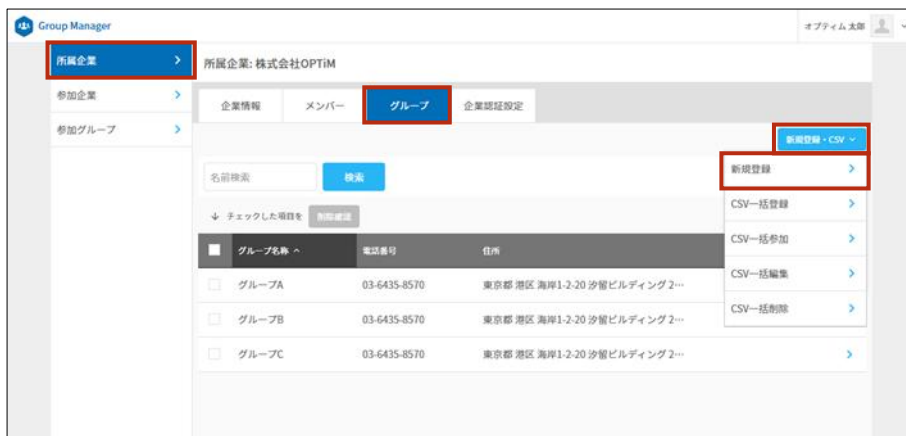 Group Manager
オプティム 太郎
所属企業
参加企業
参加グループ
所属企業: 株式会社OPTiM
企業情報 メンバー グループ 企業認証設定
新規登録・CSV
新規登録
CSV一括登録
CSV一括参加
CSV一括編集
CSV一括削除
名前検索 検索
チェックした項目を 削除確認
グループ名称 電話番号 住所
グループA 03-6435-8570 東京都 港区 海岸1-2-20 汐留ビルディング 2…
グループB 03-6435-8570 東京都 港区 海岸1-2-20 汐留ビルディング 2…
グループC 03-6435-8570 東京都 港区 海岸1-2-20 汐留ビルディング 2…